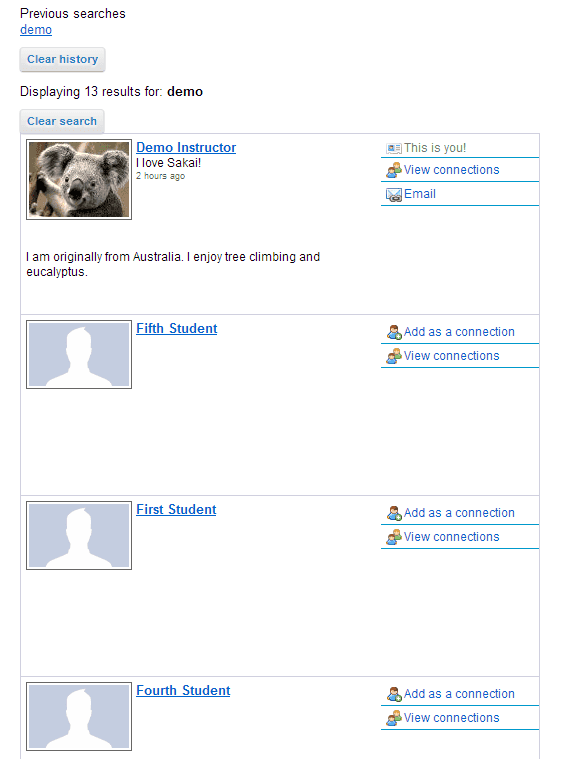 Previous searches
demo
Clear history
Displaying 13 results for: demo
Clear search
Demo Instructor
I love Sakai!
2 hours ago
This is you!
View connections
Email
I am originally from Australia. I enjoy tree climbing and
eucalyptus.
Fifth Student
Add as a connection
View connections
First Student
Add as a connection
View connections
Fourth Student
Add as a connection
View connections